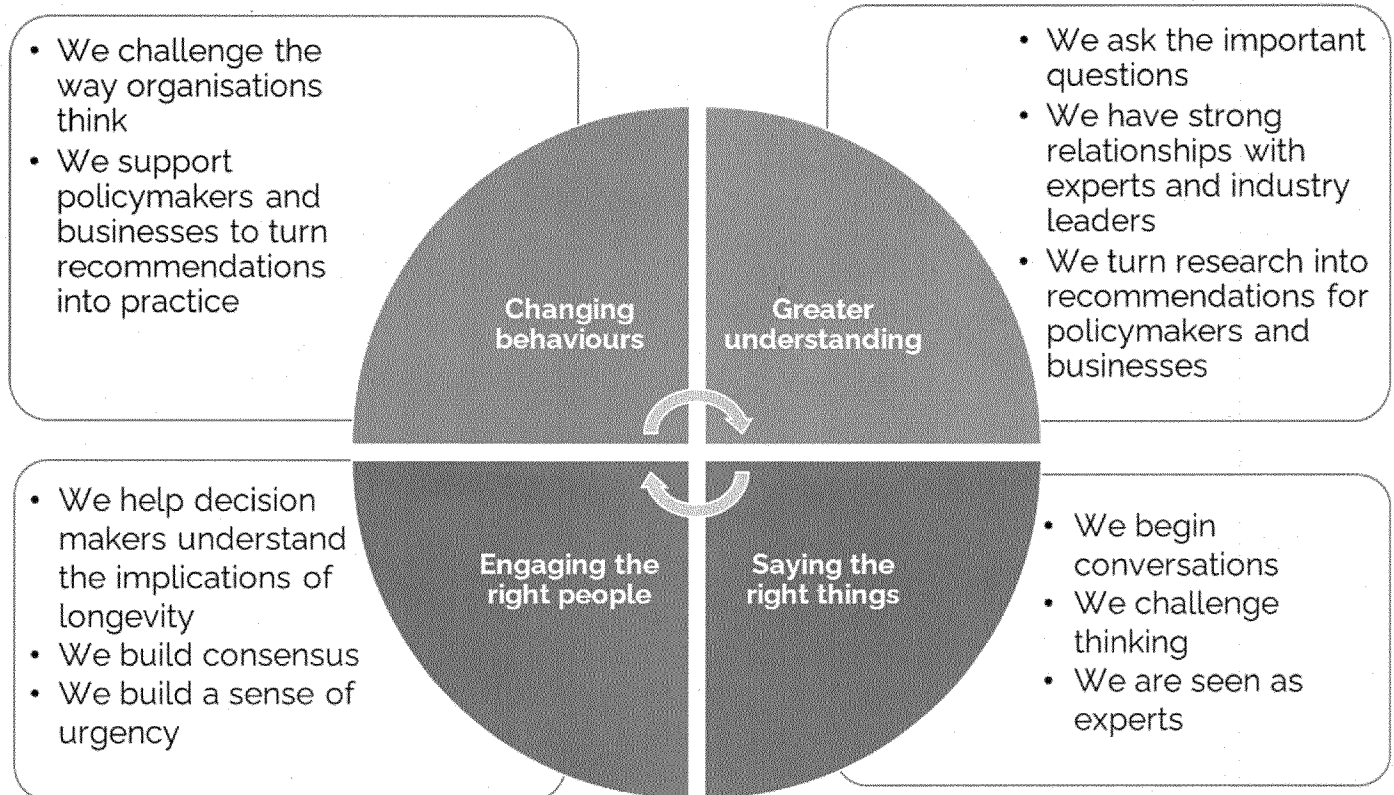 • We challenge the
way organisations
think
• We support
policymakers and
businesses to turn
recommendations
into practice
• We ask the important
questions
• We have strong
relationships with
experts and industry
leaders
• We turn research into
recommendations for
policymakers and
businesses
Changing
behaviours
Greater
understanding
Engaging the
right people
Saying the
right things
• We help decision
makers understand
the implications of
longevity
• We build consensus
• We build a sense of
urgency
• We begin
conversations
• We challenge
thinking
• We are seen as
experts